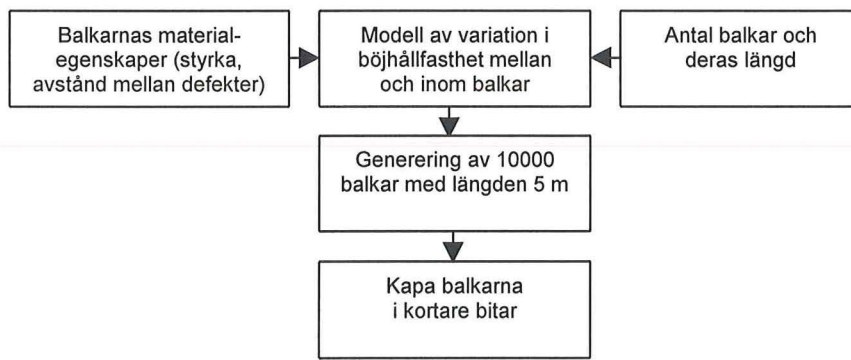 Balkarnas material-
egenskaper (styrka,
avstånd mellan defekter)
Modell av variation i
böjhållfasthet mellan
och inom balkar
Antal balkar och
deras längd
Generering av 10000
balkar med längden 5 m
Kapa balkarna
i kortare bitar